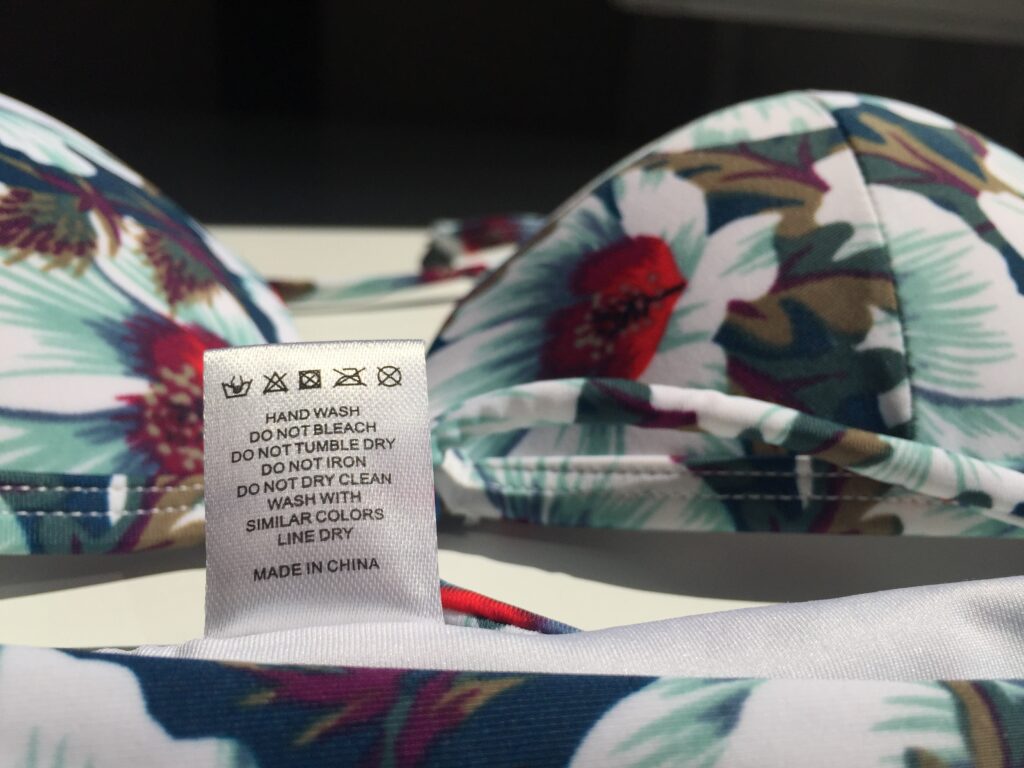 HAND WASH
DO NOT BLEACH
DO NOT TUMBLE DRY
DO NOT IRON
DO NOT DRY CLEAN
WASH WITH
SIMILAR COLORS
LINE DRY
MADE IN CHINA